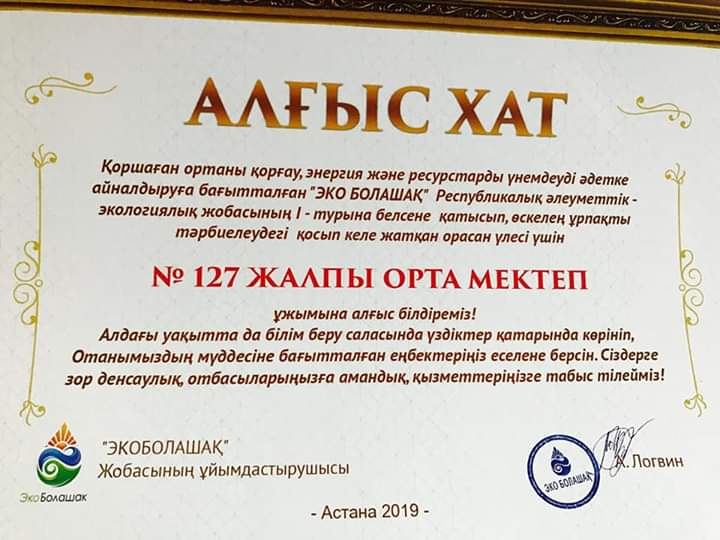 АЛҒЫС ХАТ
Қоршаған ортаны қорғау, энергия және ресурстарды үнемдеуді әдетке
айналдыруға бағытталған "ЭКО БОЛАШАҚ" Республикалық әлеуметтік -
экологиялық жобасының I - турына белсене қатысып, өскелең ұрпақты
тәрбиелеудегі қосып келе жатқан орасан үлесі үшін
№ 127 ЖАЛПЫ ОРТА МЕКТЕП
ұжымына алғыс білдіреміз!
Алдағы уақытта да білім беру саласында үздіктер қатарында көрініп,
Отанымыздың мүддесіне бағытталған еңбектеріңіз еселене берсін. Сіздерге
зор денсаулық, отбасыларыңызға амандық, қызметтеріңізге табыс тілейміз!
"ЭКОБОЛАШАҚ"
Жобасының ұйымдастырушысы
ЭкоБолашак
ЭКО БОЛАШАҚ
А. Логвин
- Астана 2019 -